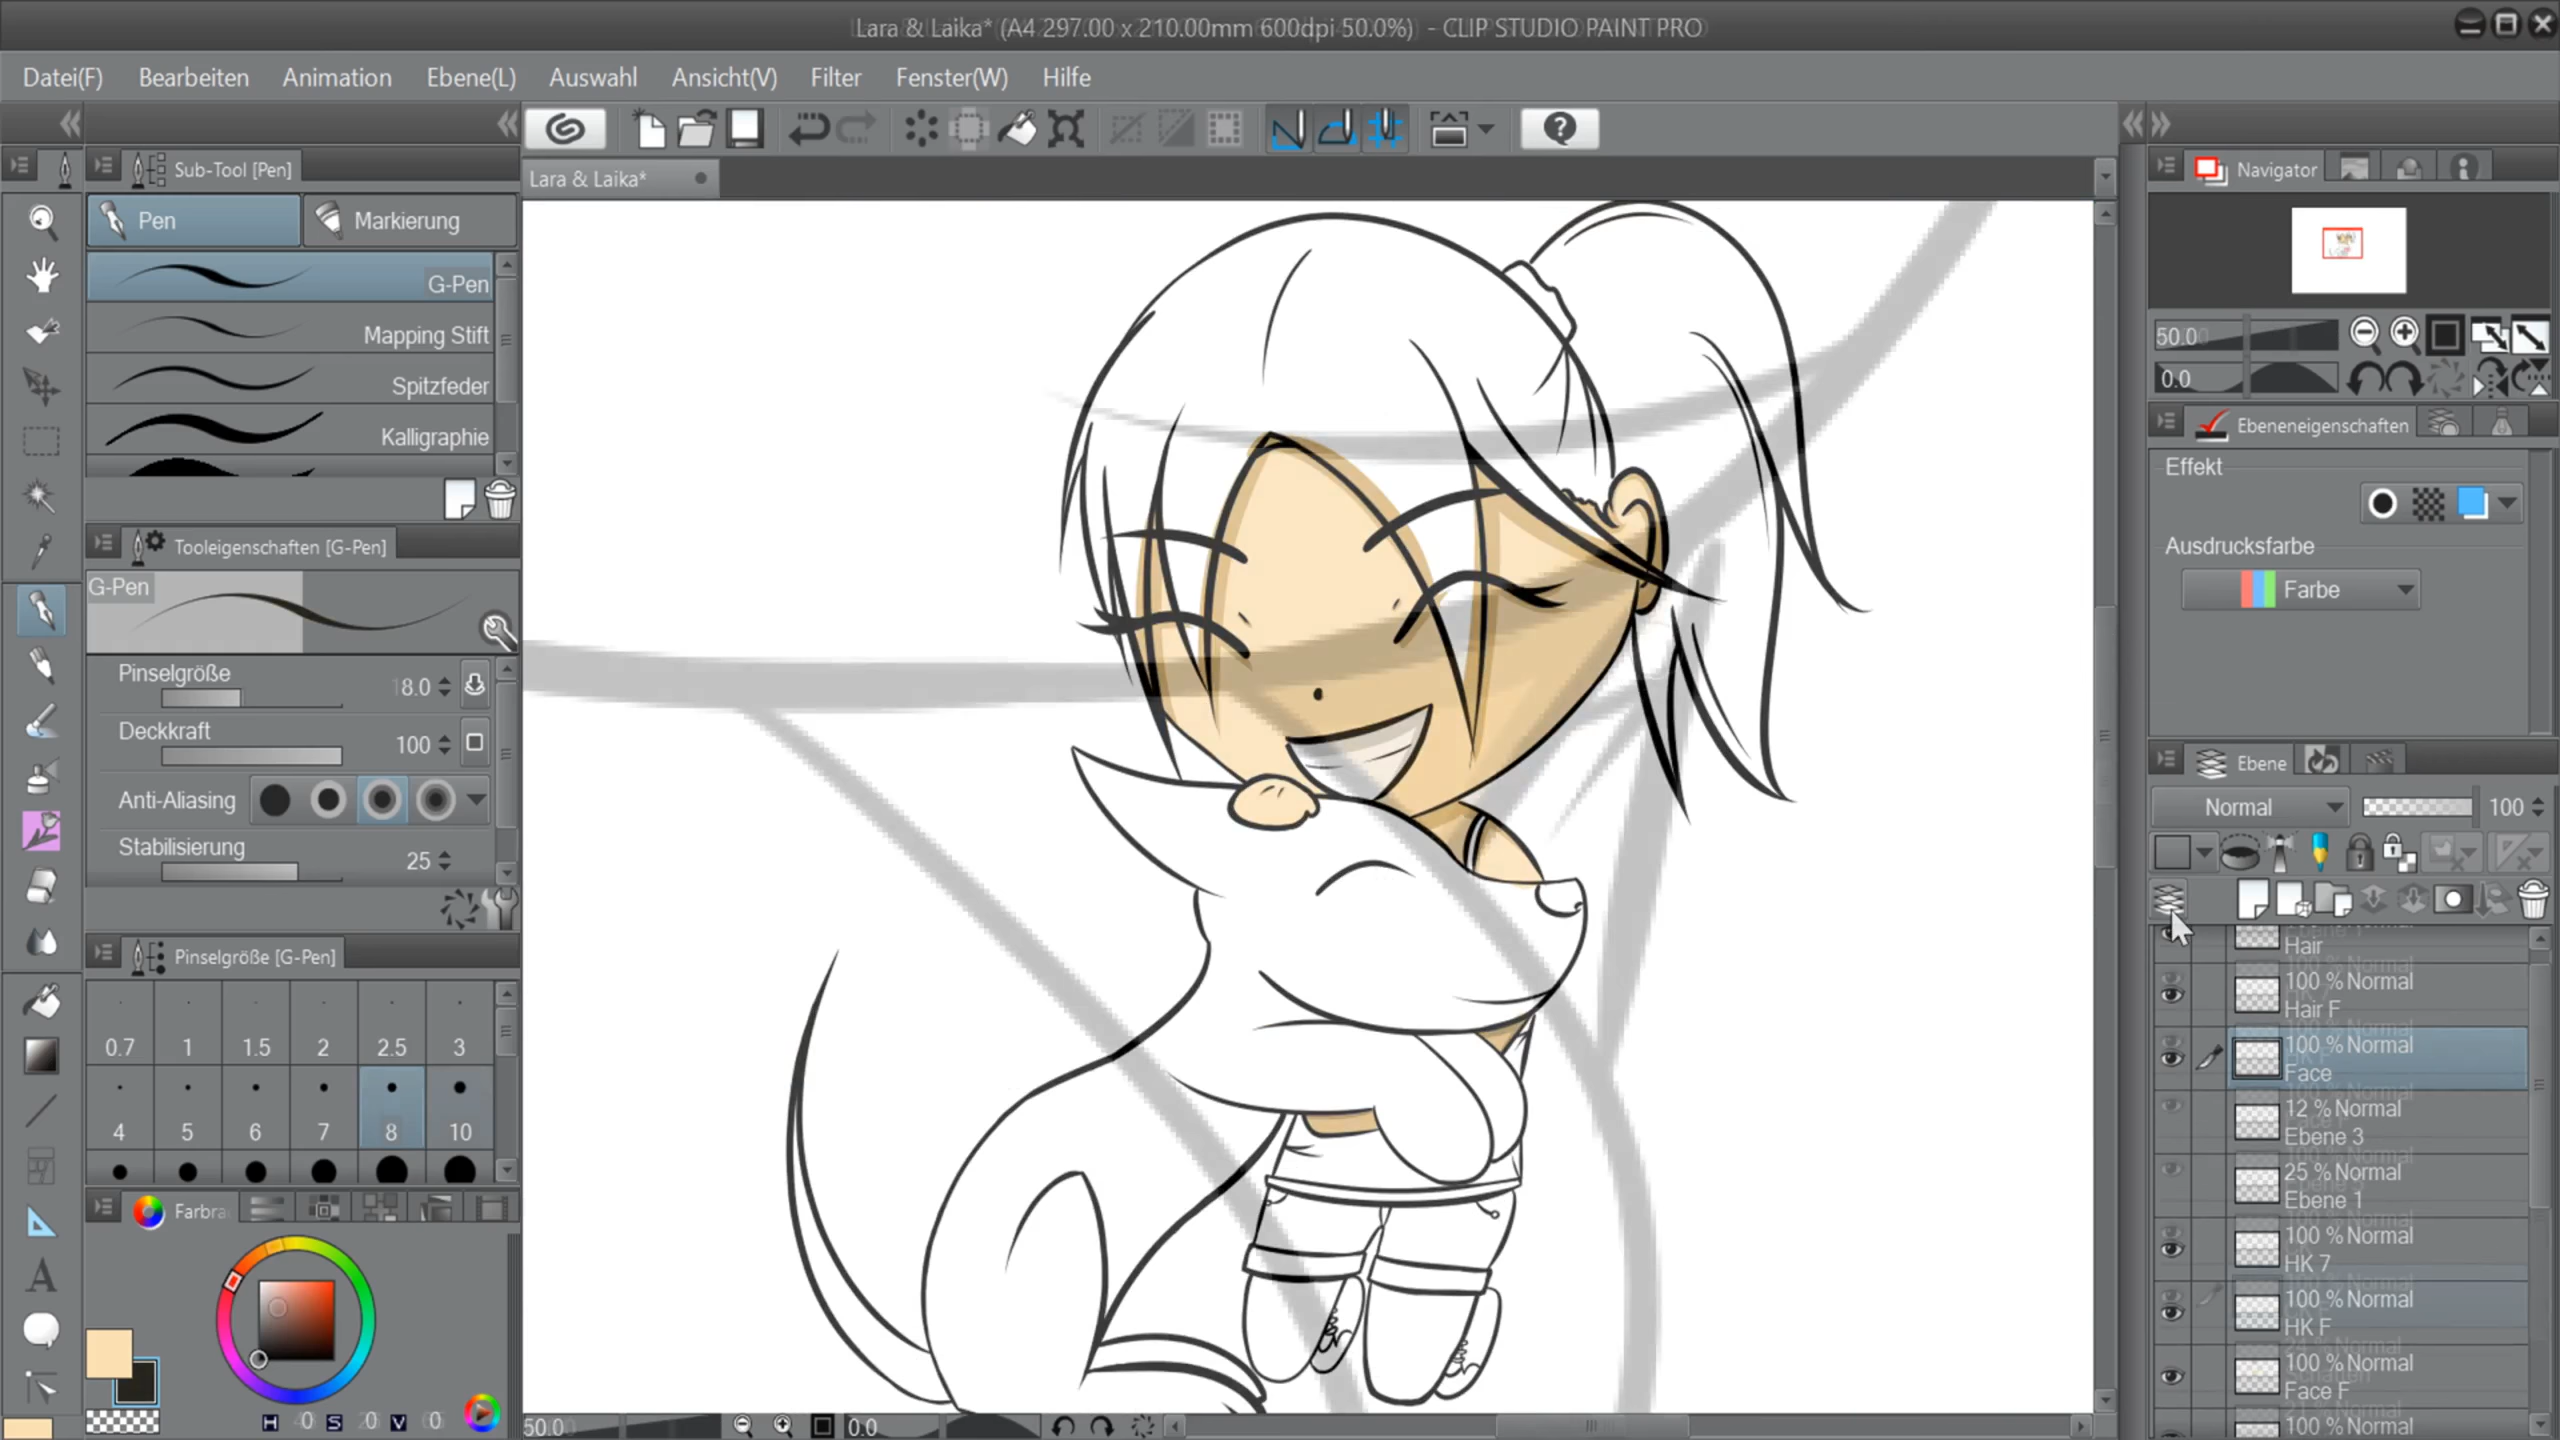 Lara & Laika* (A4 297.00 x 210.00mm 600dpi 50.0%) - CLIP STUDIO PAINT PRO
Datei(F) Bearbeiten Animation Ebene(L) Auswahl Ansicht(V) Filter Fenster(W) Hilfe
Sub-Tool [Pen]
Pen Markierung
G-Pen
Mapping Stift
Spitzfeder
Kalligraphie
Tooleigenschaften [G-Pen]
G-Pen
Pinselgröße
18.0
Deckkraft
100
Anti-Aliasing
Stabilisierung
25
Pinselgröße [G-Pen]
0.7 1 1.5 2 2.5 3
4 5 6 7 8 10
Farbra
H S V
Lara & Laika*
50.0 0.0
Navigator
50.0
0.0
Ebeneneigenschaften
Effekt
Ausdrucksfarbe
Farbe
Ebene
Normal 100
Hair
100 % Normal
Hair F
100 % Normal
Face
12 % Normal
Ebene 3
25 % Normal
Ebene 1
100 % Normal
HK 7
100 % Normal
HK F
100 % Normal
Face F
100 % Normal